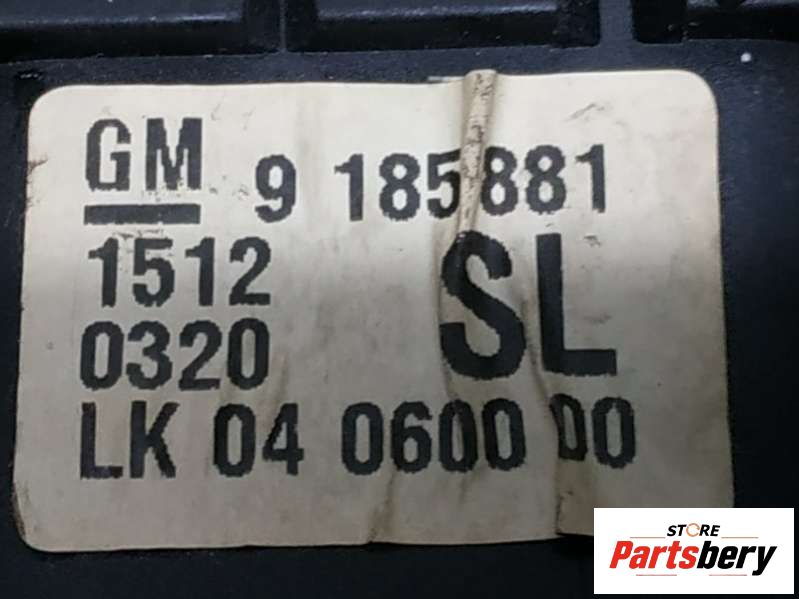 GM 9 185881
1512 SL
0320
LK 04 0600 00
STORE
Partsbery